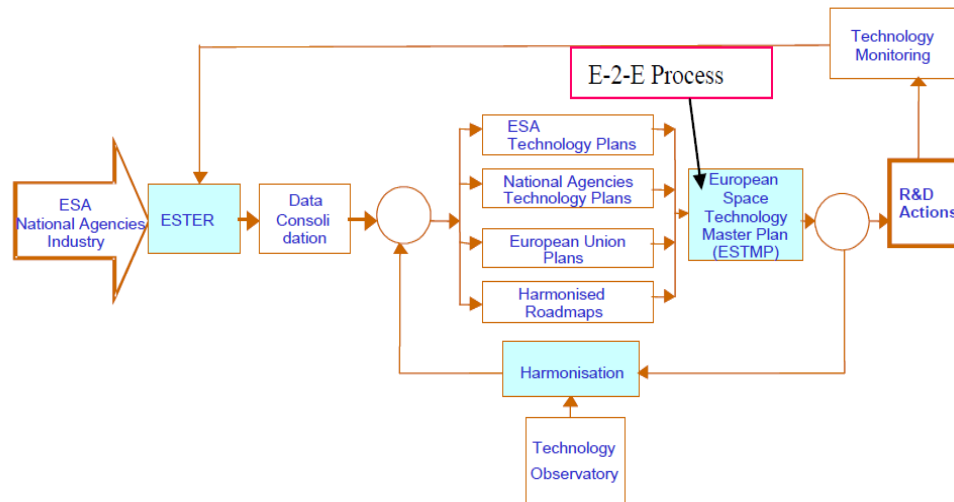 Technology
Monitoring
E-2-E Process
ESA
Technology Plans
National Agencies
Technology Plans
European Union
Plans
Harmonised
Roadmaps
ESA
National Agencies
Industry
ESTER
Data
Consoli
dation
European
Space
Technology
Master Plan
(ESTMP)
R&D
Actions
Harmonisation
Technology
Observatory